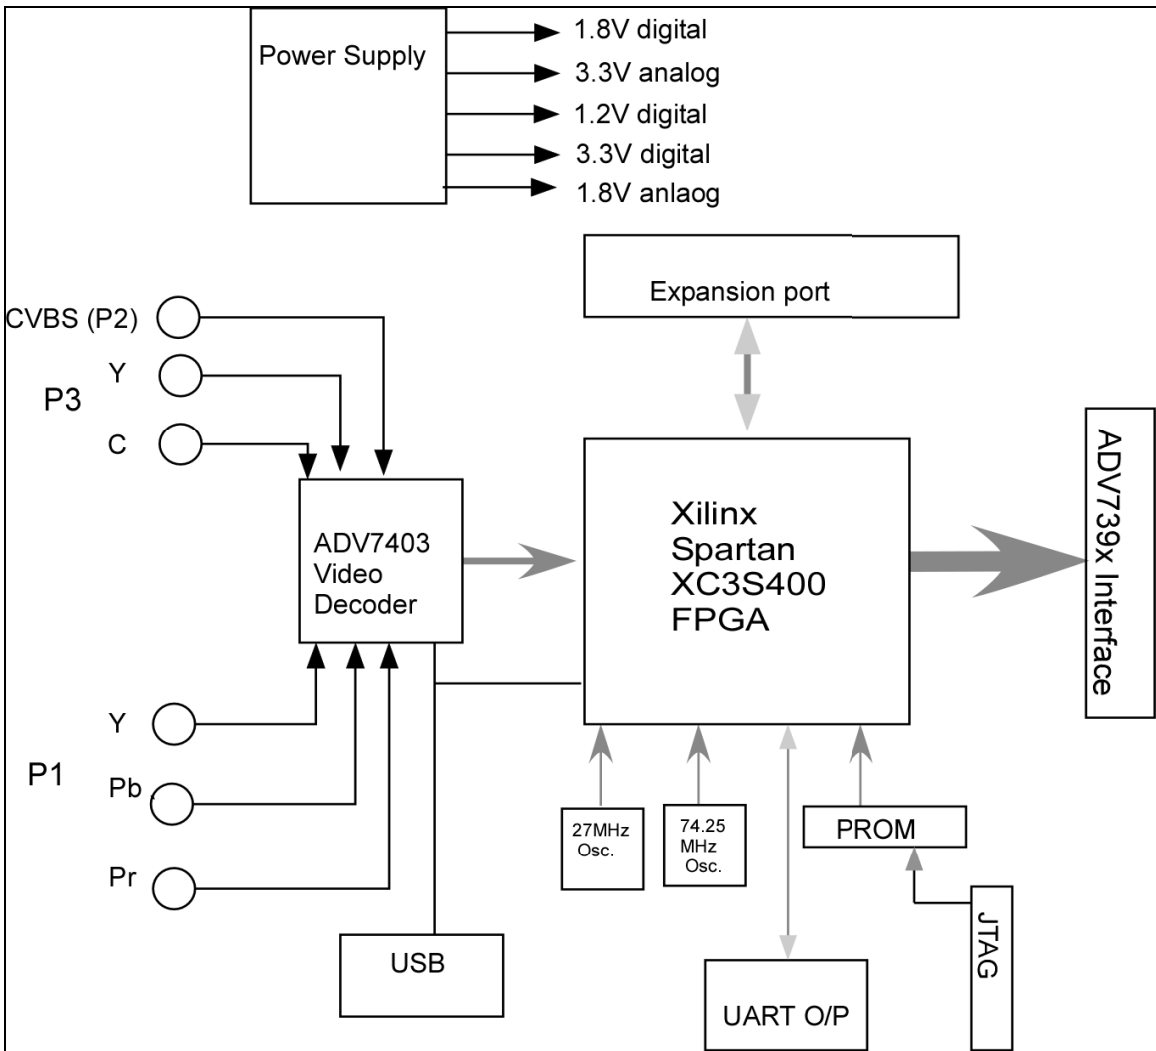 Power Supply
1.8V digital
3.3V analog
1.2V digital
3.3V digital
1.8V anlaog
Expansion port
CVBS (P2)
Y
P3
C
ADV7403
Video
Decoder
Xilinx
Spartan
XC3S400
FPGA
ADV739x Interface
Y
P1
Pb
Pr
27MHz
Osc.
74.25
MHz
Osc.
PROM
JTAG
USB
UART O/P